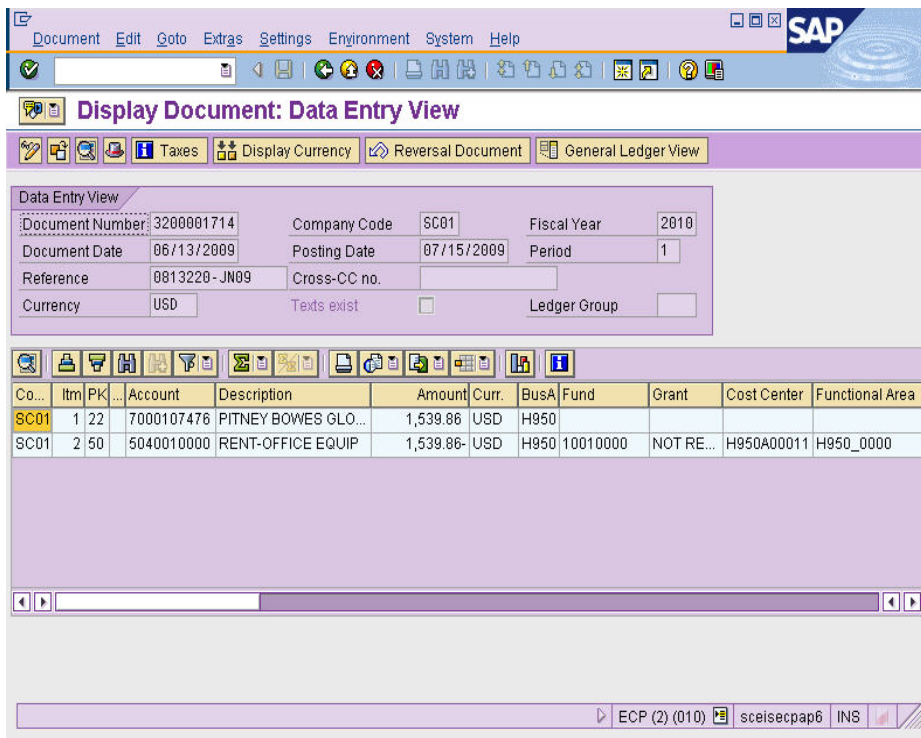 Document Edit Goto Extras Settings Environment System Help
SAP
Display Document: Data Entry View
Taxes Display Currency Reversal Document General Ledger View
Data Entry View
Document Number 3200001714 Company Code SC01 Fiscal Year 2010
Document Date 06/13/2009 Posting Date 07/15/2009 Period 1
Reference 0813220-JN09 Cross-CC no.
Currency USD Texts exist Ledger Group
Co... Itm PK ... Account Description Amount Curr. BusA Fund Grant Cost Center Functional Area
SC01 1 22 7000107476 PITNEY BOWES GLO... 1,539.86 USD H950
SC01 2 50 5040010000 RENT-OFFICE EQUIP 1,539.86- USD H950 10010000 NOT RE... H950A00011 H950_0000
ECP (2) (010) sceisecpap6 INS